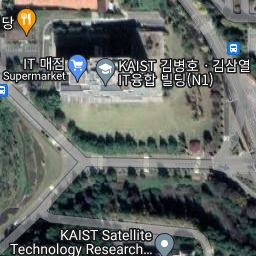 당
IT 매점
Supermarket
KAIST 김병호 · 김삼열
IT융합 빌딩(N1)
KAIST Satellite
Technology Research...